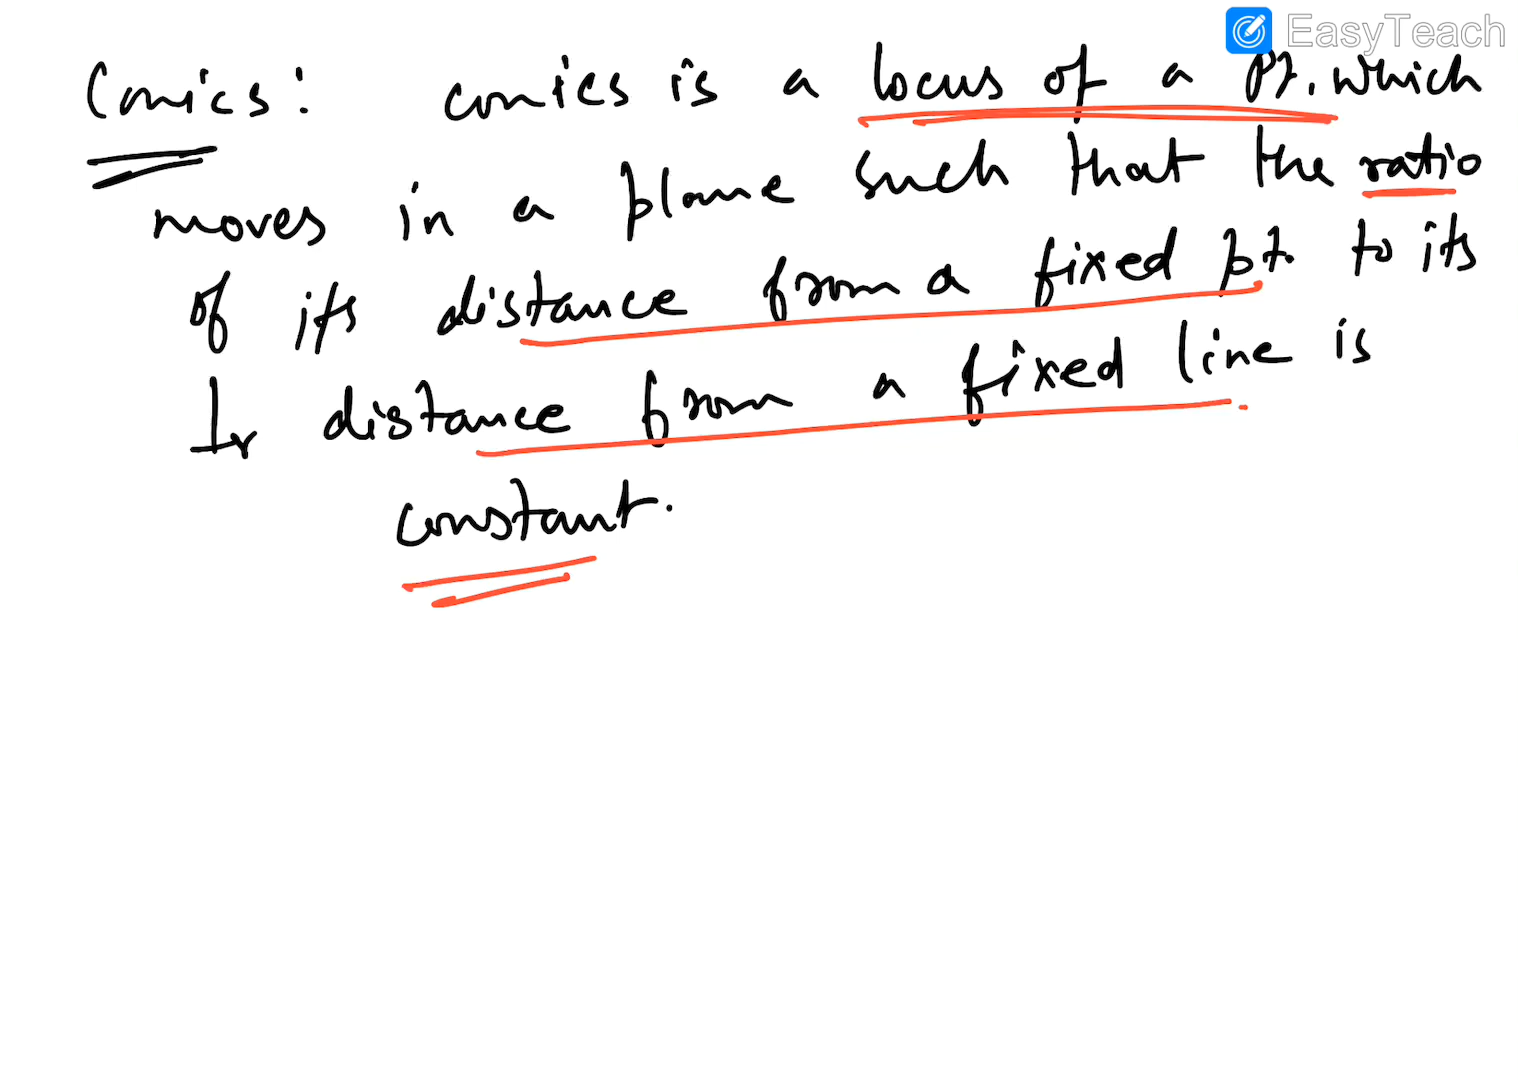 EasyTeach
Conics: conics is a locus of a pt. which
moves in a plane such that the ratio
of its distance from a fixed pt. to its
⊥r distance from a fixed line is
constant.